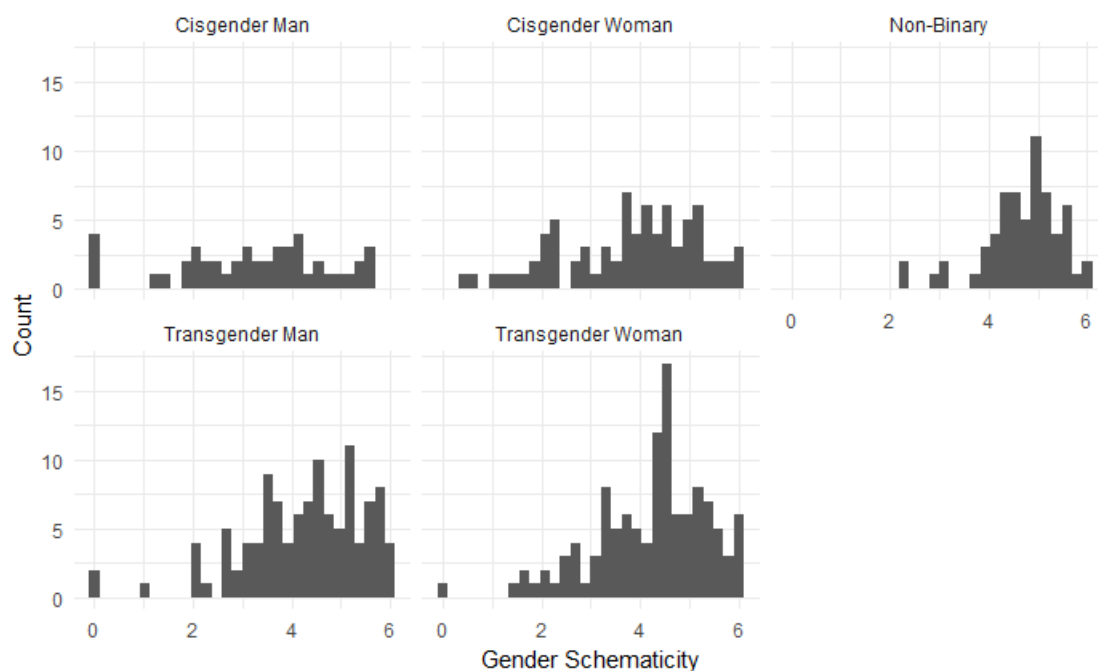 Cisgender Man Cisgender Woman Non-Binary
15
10
5
0
0 2 4 6
Transgender Man Transgender Woman
Count
15
10
5
0
0 2 4 6 0 2 4 6
Gender Schematicity